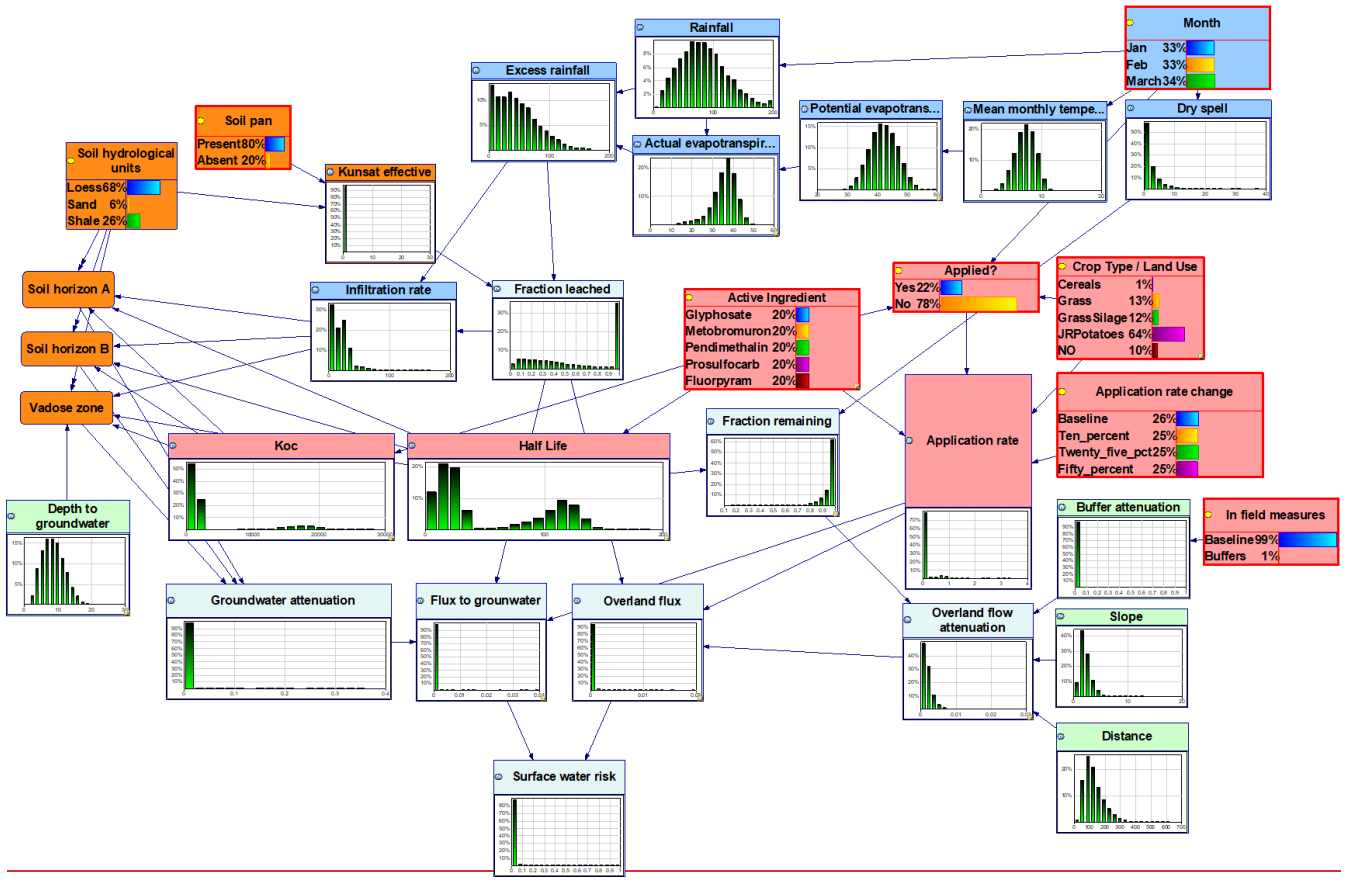 Rainfall
Month
Jan 33%
Feb 33%
March 34%
Excess rainfall
Potential evapotrans...
Mean monthly tempe...
Dry spell
Soil pan
Present 80%
Absent 20%
Actual evapotranspir...
Soil hydrological
units
Loess 68%
Sand 6%
Shale 26%
Kunsat effective
Soil horizon A
Infiltration rate
Fraction leached
Applied?
Yes 22%
No 78%
Crop Type / Land Use
Cereals 1%
Grass 13%
GrassSilage 12%
JRPotatoes 64%
NO 10%
Active Ingredient
Glyphosate 20%
Metobromuron 20%
Pendimethalin 20%
Prosulfocarb 20%
Fluorpyram 20%
Soil horizon B
Vadose zone
Application rate change
Baseline 26%
Ten_percent 25%
Twenty_five_pct 25%
Fifty_percent 25%
Fraction remaining
Application rate
Koc
Half Life
Depth to
groundwater
Buffer attenuation
In field measures
Baseline 99%
Buffers 1%
Groundwater attenuation
Flux to grounwater
Overland flux
Overland flow
attenuation
Slope
Distance
Surface water risk